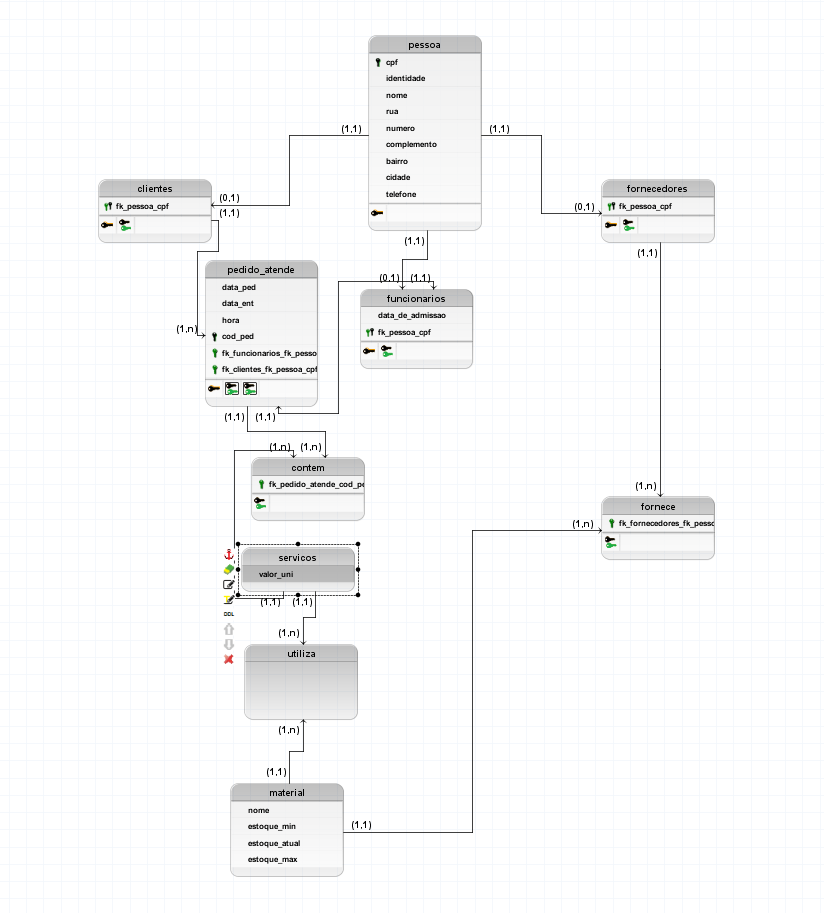 pessoa
cpf
identidade
nome
rua
numero
complemento
bairro
cidade
telefone
(1,1)
(1,1)
clientes
fk_pessoa_cpf
(0,1)
(1,1)
fornecedores
fk_pessoa_cpf
(0,1)
(1,1)
(1,1)
pedido_atende
data_ped
data_ent
hora
cod_ped
fk_funcionarios_fk_pesso
fk_clientes_fk_pessoa_cpf
(1,n)
(0,1)
(1,1)
funcionarios
data_de_admissao
fk_pessoa_cpf
(1,1)
(1,1)
(1,n)
(1,n)
contem
fk_pedido_atende_cod_pe
(1,n)
fornece
fk_fornecedores_fk_pesso
(1,n)
servicos
valor_uni
DDL
(1,1)
(1,1)
(1,n)
utiliza
(1,n)
(1,1)
material
nome
estoque_min
estoque_atual
estoque_max
(1,1)